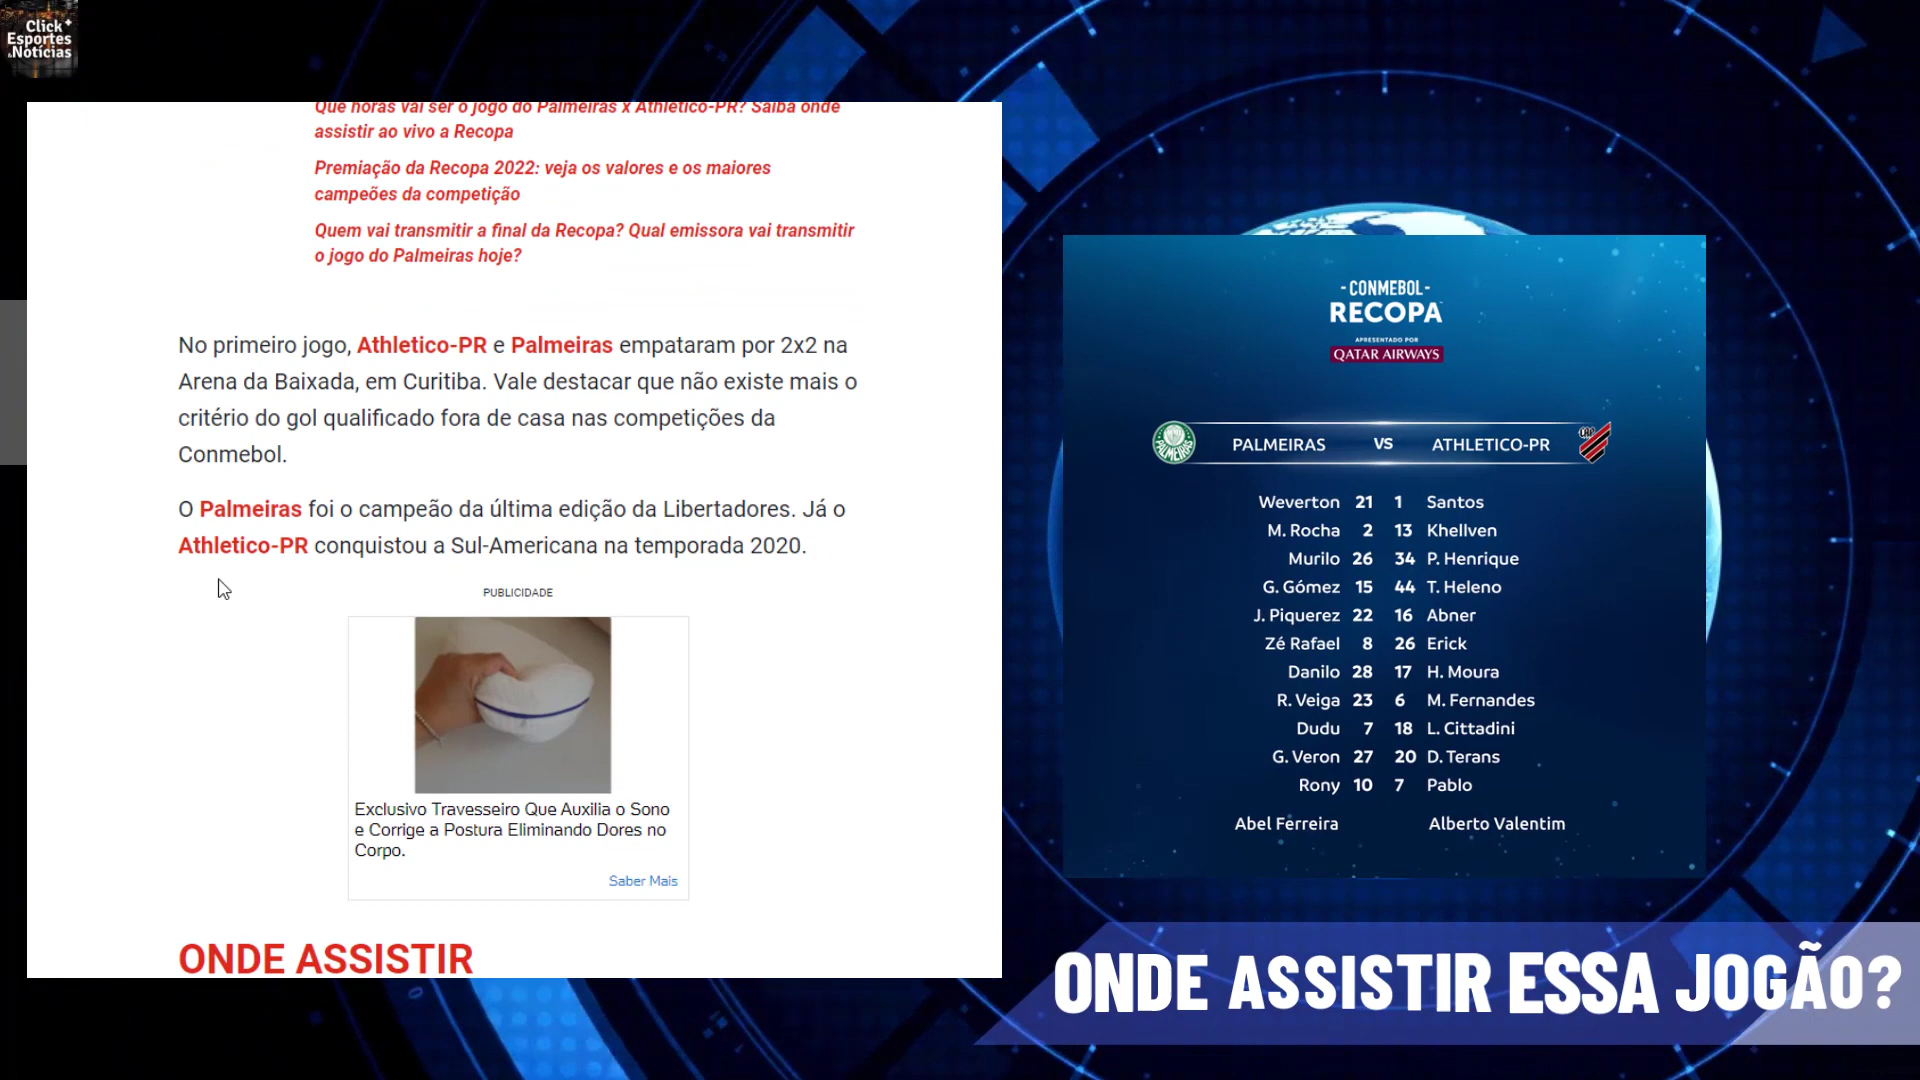 Click+
Esportes
&Notícias
Que horas vai ser o jogo do Palmeiras x Athletico-PR? Saiba onde
assistir ao vivo a Recopa
Premiação da Recopa 2022: veja os valores e os maiores
campeões da competição
Quem vai transmitir a final da Recopa? Qual emissora vai transmitir
o jogo do Palmeiras hoje?
No primeiro jogo, Athletico-PR e Palmeiras empataram por 2x2 na
Arena da Baixada, em Curitiba. Vale destacar que não existe mais o
critério do gol qualificado fora de casa nas competições da
Conmebol.
O Palmeiras foi o campeão da última edição da Libertadores. Já o
Athletico-PR conquistou a Sul-Americana na temporada 2020.
PUBLICIDADE
Exclusivo Travesseiro Que Auxilia o Sono
e Corrige a Postura Eliminando Dores no
Corpo.
Saber Mais
ONDE ASSISTIR
- CONMEBOL -
RECOPA
APRESENTADO POR
QATAR AIRWAYS
PALMEIRAS VS ATHLETICO-PR
Weverton 21 1 Santos
M. Rocha 2 13 Khellven
Murilo 26 34 P. Henrique
G. Gómez 15 44 T. Heleno
J. Piquerez 22 16 Abner
Zé Rafael 8 26 Erick
Danilo 28 17 H. Moura
R. Veiga 23 6 M. Fernandes
Dudu 7 18 L. Cittadini
G. Veron 27 20 D. Terans
Rony 10 7 Pablo
Abel Ferreira Alberto Valentim
ONDE ASSISTIR ESSA JOGÃO?